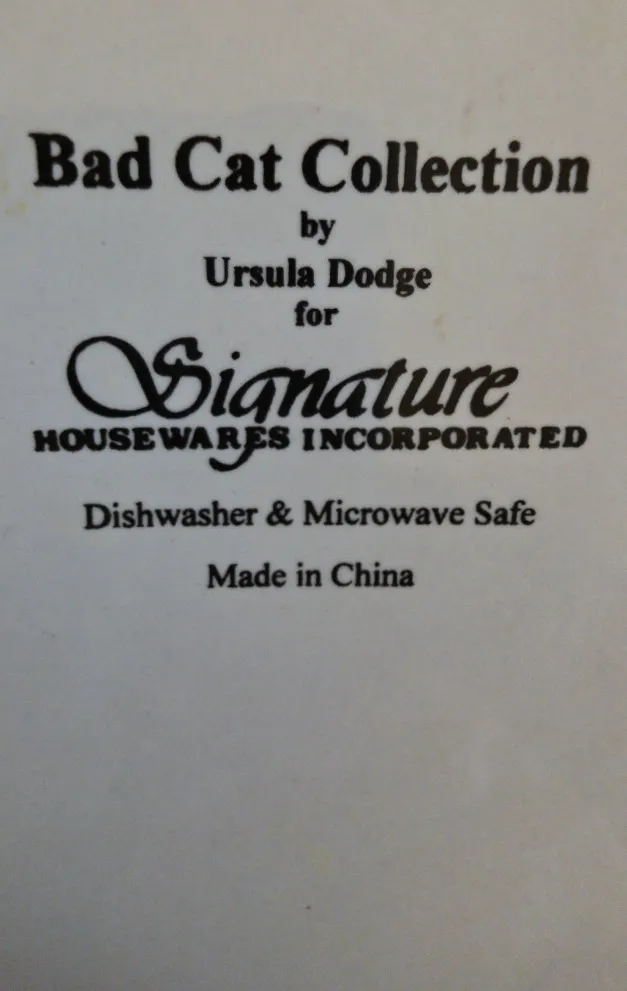 Bad Cat Collection
by
Ursula Dodge
for
Signature
HOUSEWARES INCORPORATED
Dishwasher & Microwave Safe
Made in China